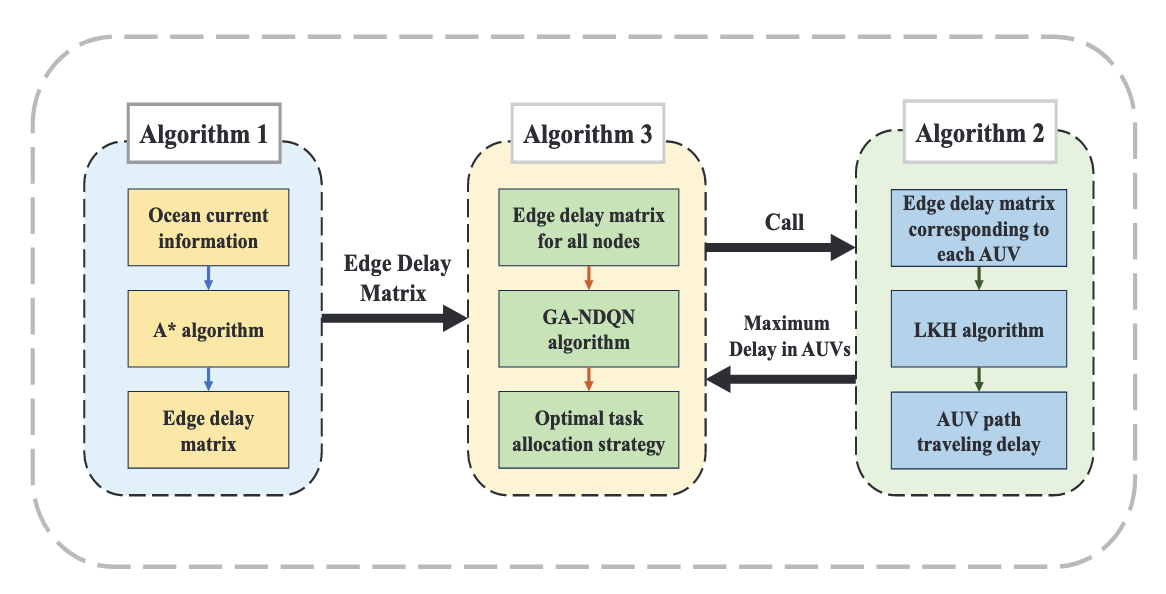 Algorithm 1
Ocean current
information
A* algorithm
Edge delay
matrix
Edge Delay
Matrix
Algorithm 3
Edge delay matrix
for all nodes
GA-NDQN
algorithm
Optimal task
allocation strategy
Call
Maximum
Delay in AUVs
Algorithm 2
Edge delay matrix
corresponding to
each AUV
LKH algorithm
AUV path
traveling delay